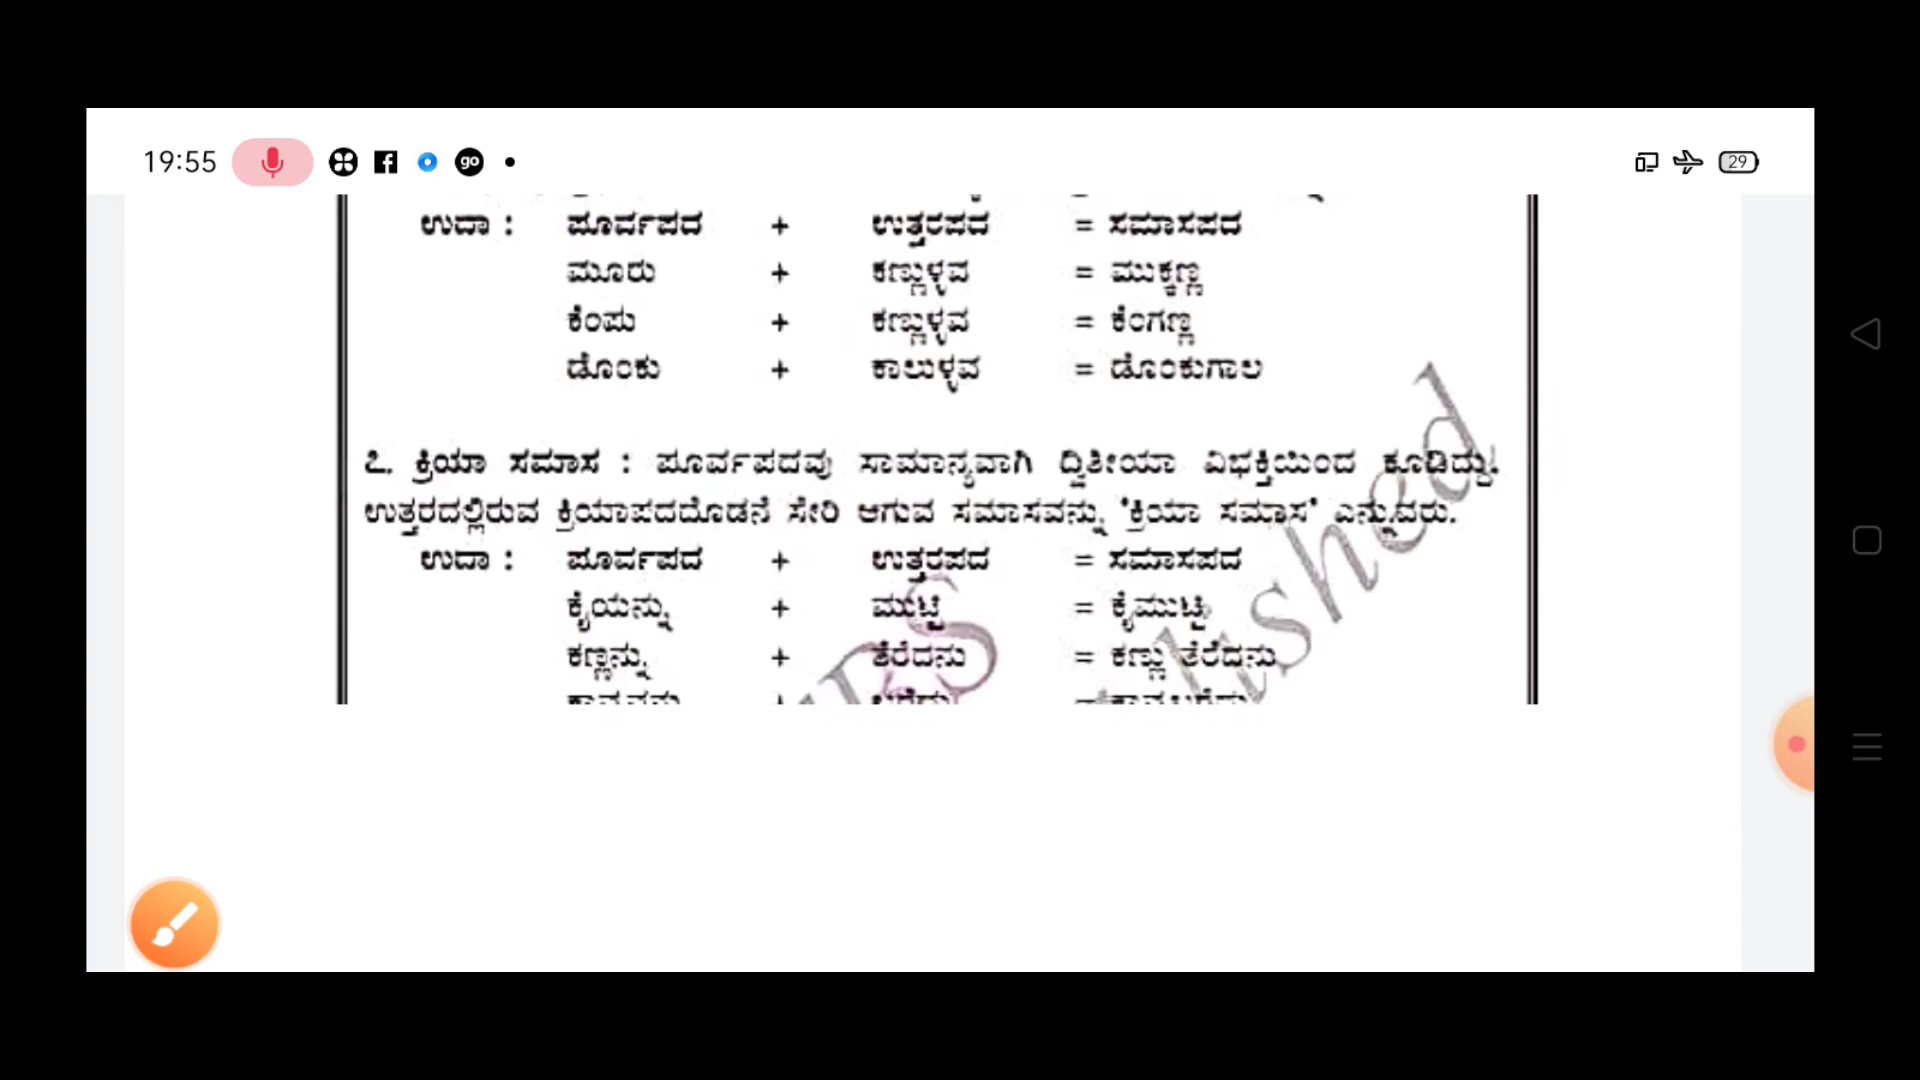 19:55 go 29
ಉದಾ : ಪೂರ್ವಪದ + ಉತ್ತರಪದ = ಸಮಾಸಪದ
ಮೂರು + ಕಣ್ಣುಳ್ಳವ = ಮುಕ್ಕಣ್ಣ
ಕೆಂಪು + ಕಣ್ಣುಳ್ಳವ = ಕೆಂಗಣ್ಣ
ಡೊಂಕು + ಕಾಲುಳ್ಳವ = ಡೊಂಕುಗಾಲ
೭. ಕ್ರಿಯಾ ಸಮಾಸ : ಪೂರ್ವಪದವು ಸಾಮಾನ್ಯವಾಗಿ ದ್ವಿತೀಯಾ ವಿಭಕ್ತಿಯಿಂದ ಕೂಡಿದ್ದು,
ಉತ್ತರದಲ್ಲಿರುವ ಕ್ರಿಯಾಪದದೊಡನೆ ಸೇರಿ ಆಗುವ ಸಮಾಸವನ್ನು 'ಕ್ರಿಯಾ ಸಮಾಸ' ಎನ್ನುವರು.
ಉದಾ : ಪೂರ್ವಪದ + ಉತ್ತರಪದ = ಸಮಾಸಪದ
ಕೈಯನ್ನು + ಮುಟ್ಟಿ = ಕೈಮುಟ್ಟಿ
ಕಣ್ಣನ್ನು + ತೆರೆದನು = ಕಣ್ಣು ತೆರೆದನು